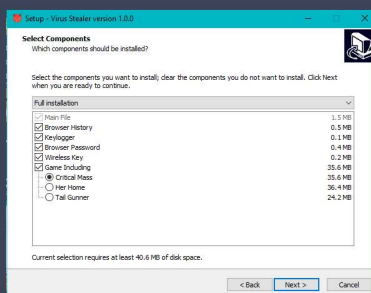 Setup - Virus Stealer version 1.0.0
Select Components
Which components should be installed?
Select the components you want to install; clear the components you do not want to install. Click Next
when you are ready to continue.
Full installation
Main File 1.5 MB
Browser History 0.5 MB
Keylogger 0.1 MB
Browser Password 0.4 MB
Wireless Key 0.2 MB
Game Including 35.6 MB
Critical Mass 35.6 MB
Her Home 36.4 MB
Tail Gunner 24.2 MB
Current selection requires at least 40.6 MB of disk space.
< Back Next > Cancel